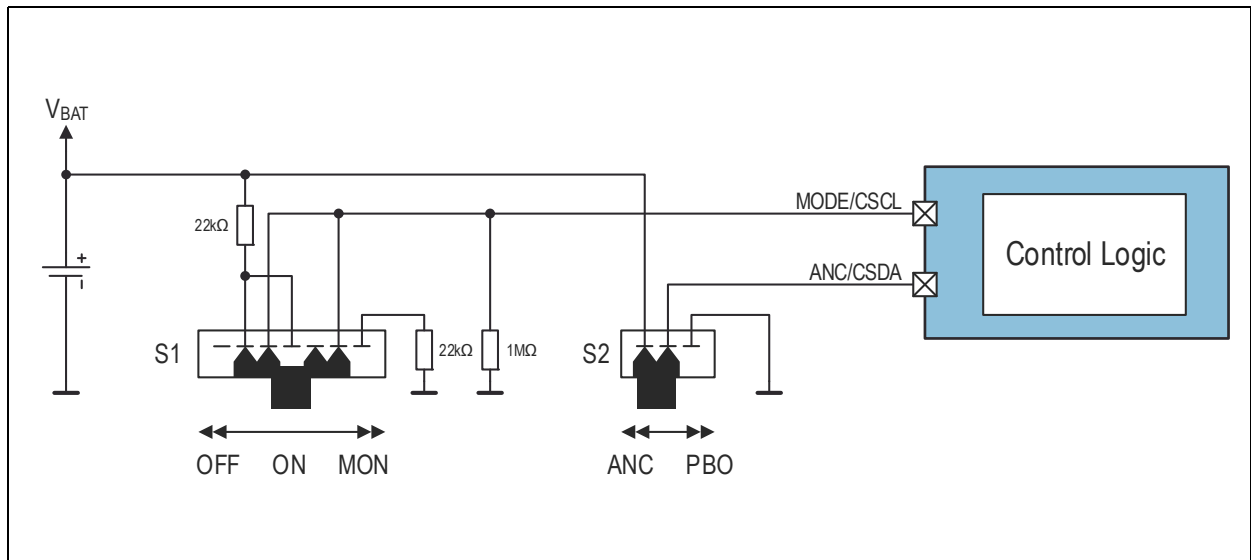 VBAT
MODE/CSCL
22kΩ
Control Logic
+
ANC/CSDA
S1
22kΩ
1MΩ
S2
OFF ON MON
ANC PBO